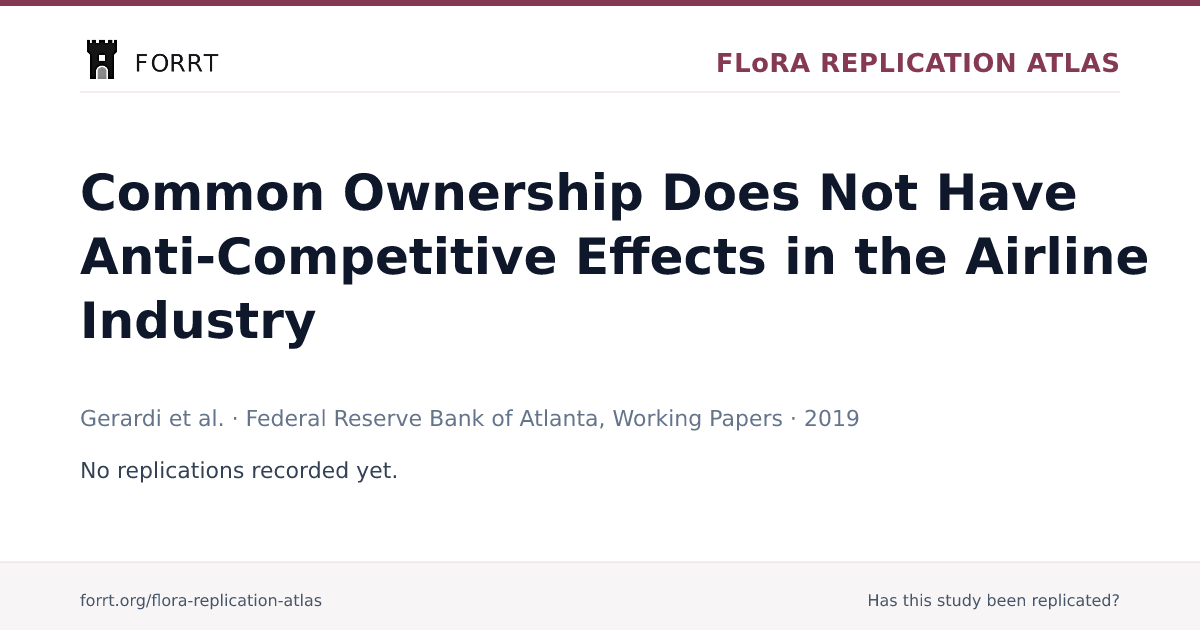 FORRT
FLoRA REPLICATION ATLAS
Common Ownership Does Not Have
Anti-Competitive Effects in the Airline
Industry
Gerardi et al. · Federal Reserve Bank of Atlanta, Working Papers · 2019
No replications recorded yet.
forrt.org/flora-replication-atlas
Has this study been replicated?